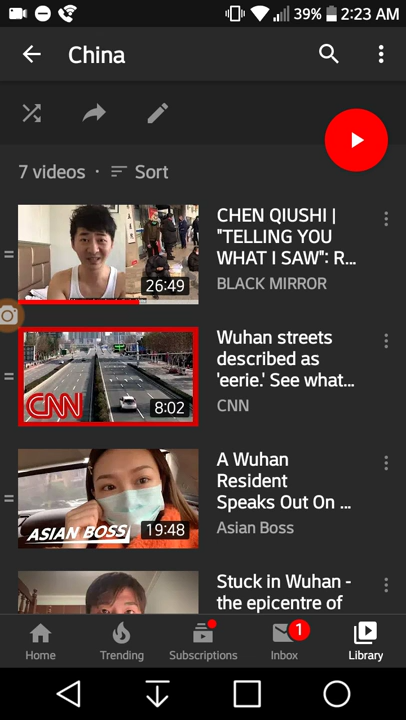 39% 2:23 AM
China
7 videos · Sort
CHEN QIUSHI |
"TELLING YOU
WHAT I SAW": R...
BLACK MIRROR
26:49
Wuhan streets
described as
'eerie.' See what...
CNN
CNN
8:02
A Wuhan
Resident
Speaks Out On ...
Asian Boss
ASIAN BOSS
19:48
Stuck in Wuhan -
the epicentre of
Home
Trending
Subscriptions
Inbox
1
Library